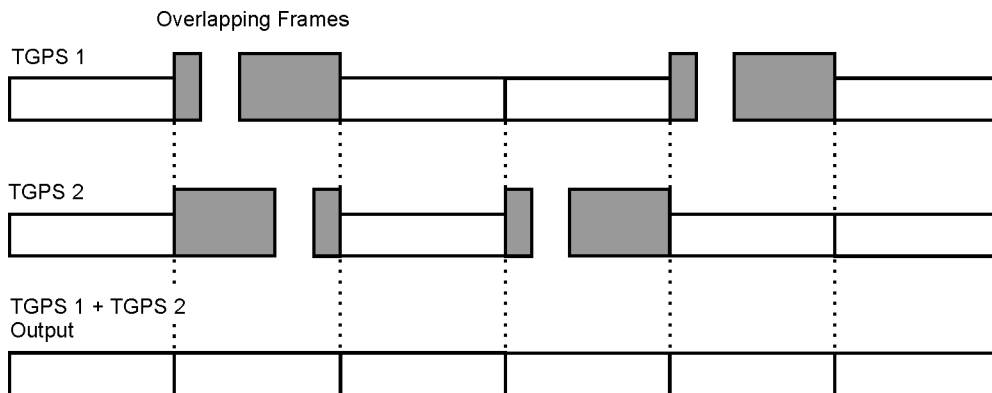 Overlapping Frames
TGPS 1
TGPS 2
TGPS 1 + TGPS 2
Output